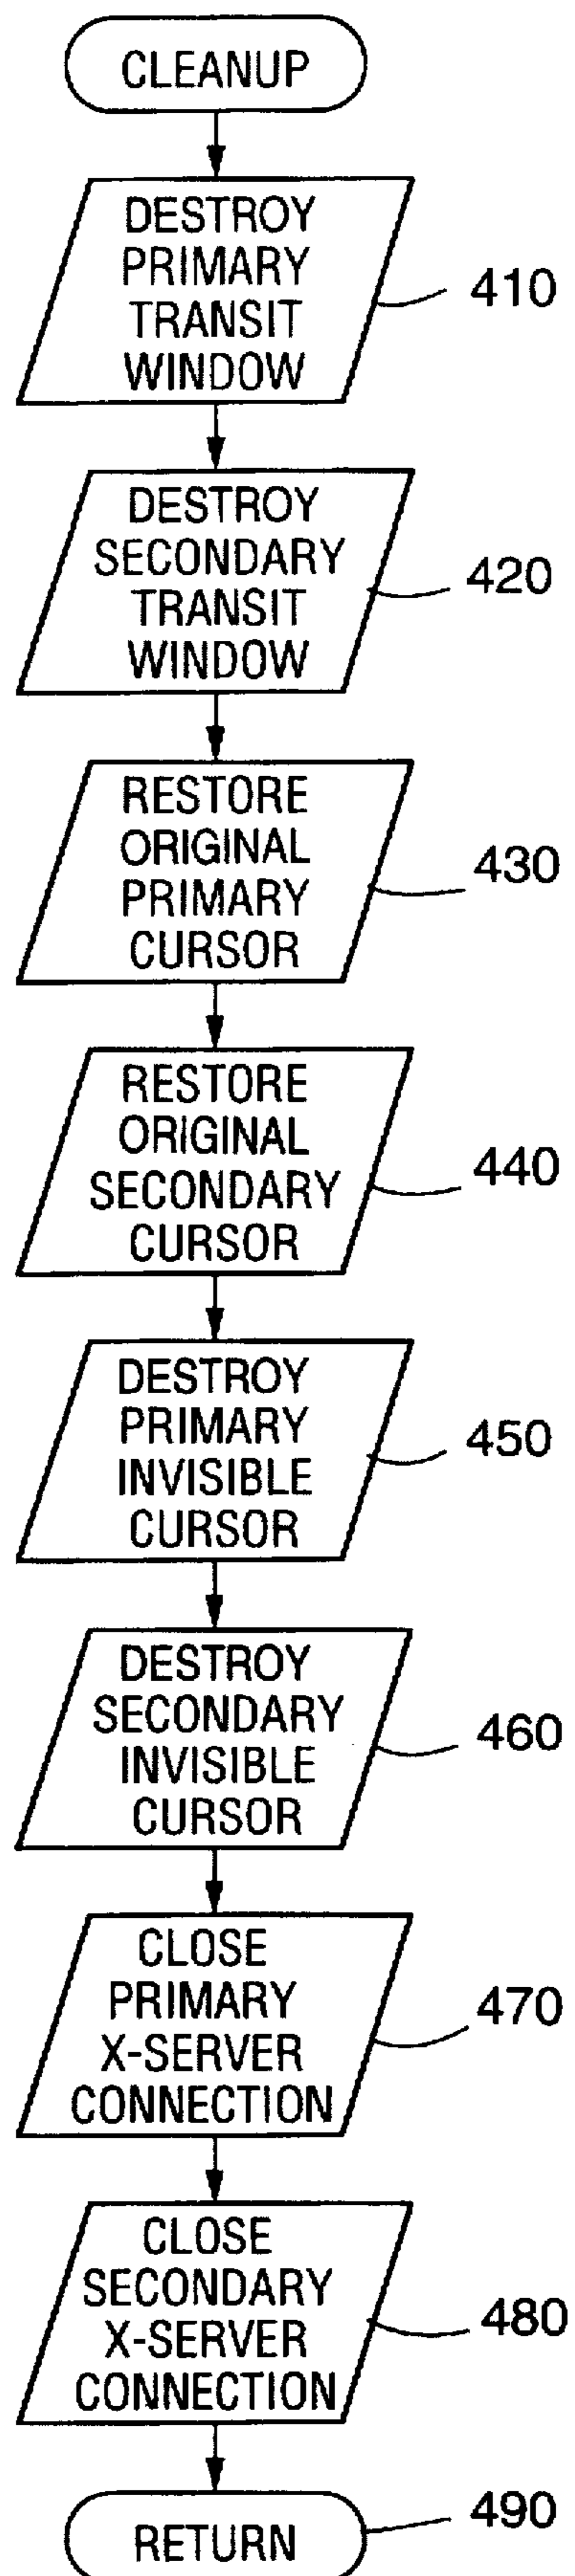 CLEANUP
DESTROY
PRIMARY
TRANSIT
WINDOW
410
DESTROY
SECONDARY
TRANSIT
WINDOW
420
RESTORE
ORIGINAL
PRIMARY
CURSOR
430
RESTORE
ORIGINAL
SECONDARY
CURSOR
440
DESTROY
PRIMARY
INVISIBLE
CURSOR
450
DESTROY
SECONDARY
INVISIBLE
CURSOR
460
CLOSE
PRIMARY
X-SERVER
CONNECTION
470
CLOSE
SECONDARY
X-SERVER
CONNECTION
480
RETURN
490